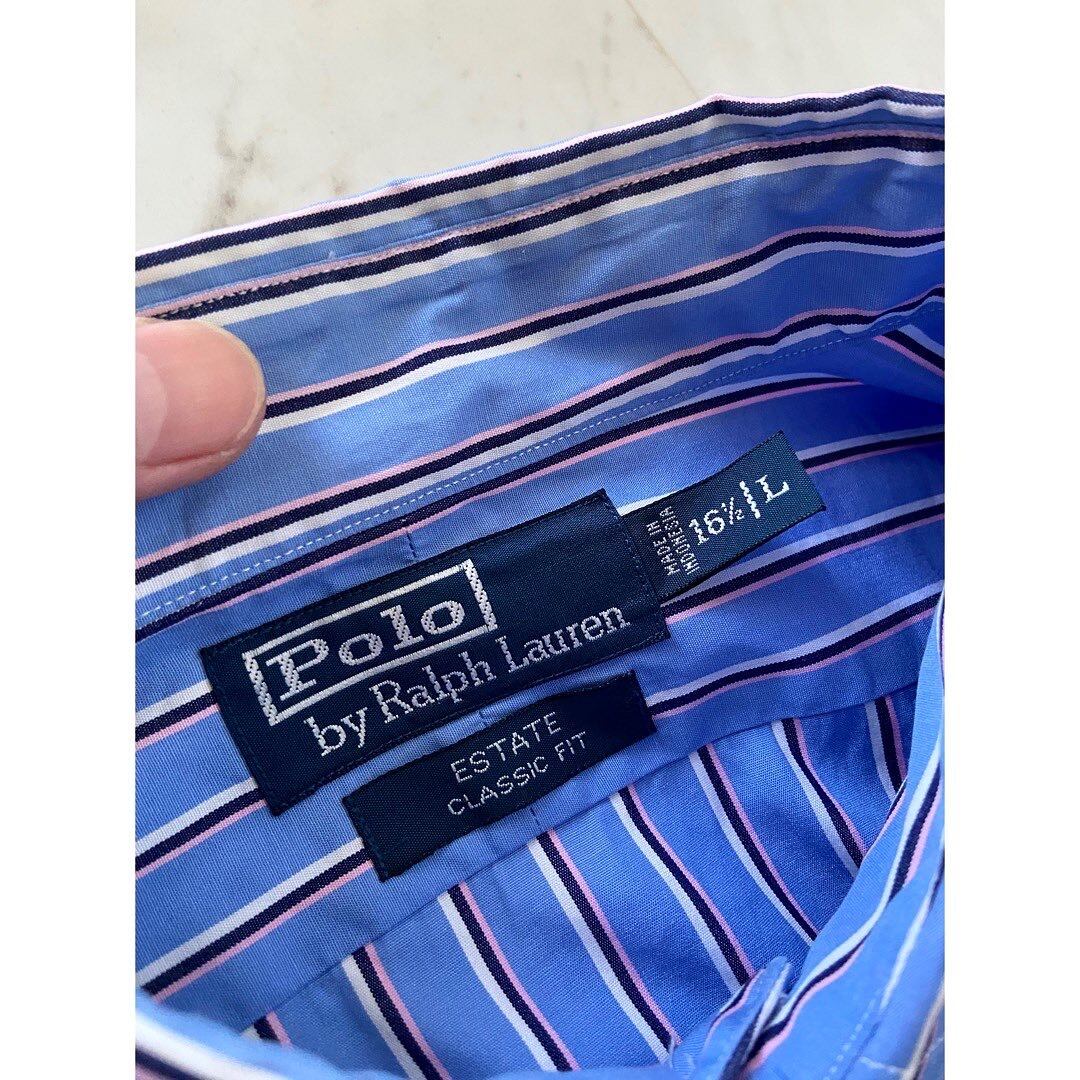 Polo
by Ralph Lauren
MADE IN
INDONESIA
16½ L
ESTATE
CLASSIC FIT